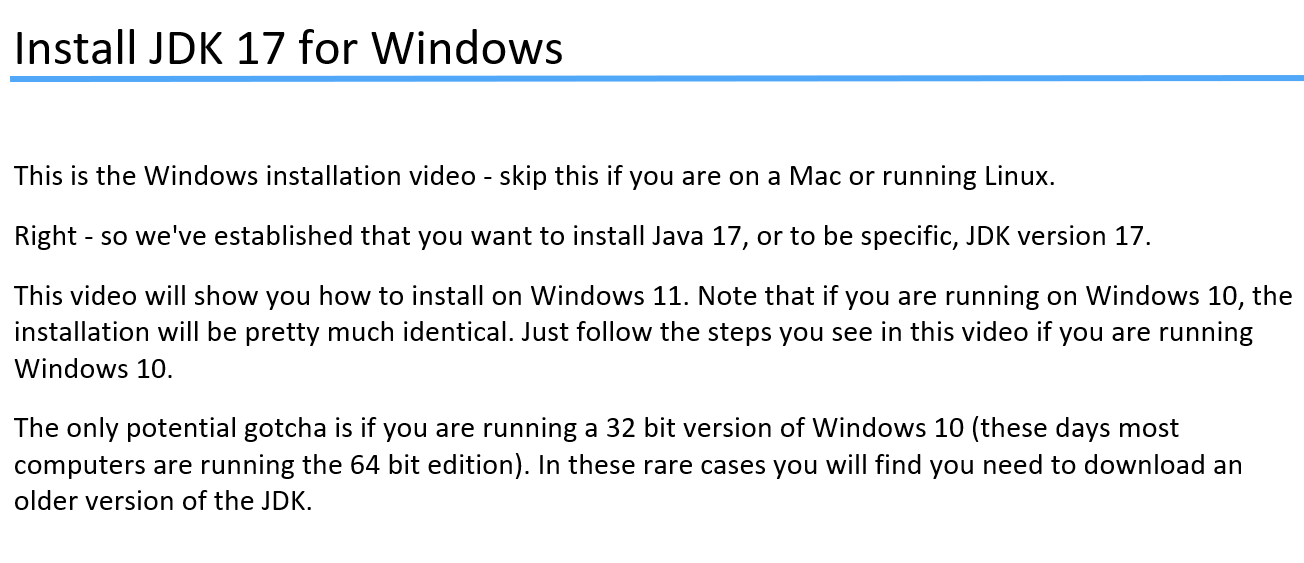 Install JDK 17 for Windows
This is the Windows installation video - skip this if you are on a Mac or running Linux.
Right - so we've established that you want to install Java 17, or to be specific, JDK version 17.
This video will show you how to install on Windows 11. Note that if you are running on Windows 10, the
installation will be pretty much identical. Just follow the steps you see in this video if you are running
Windows 10.
The only potential gotcha is if you are running a 32 bit version of Windows 10 (these days most
computers are running the 64 bit edition). In these rare cases you will find you need to download an
older version of the JDK.